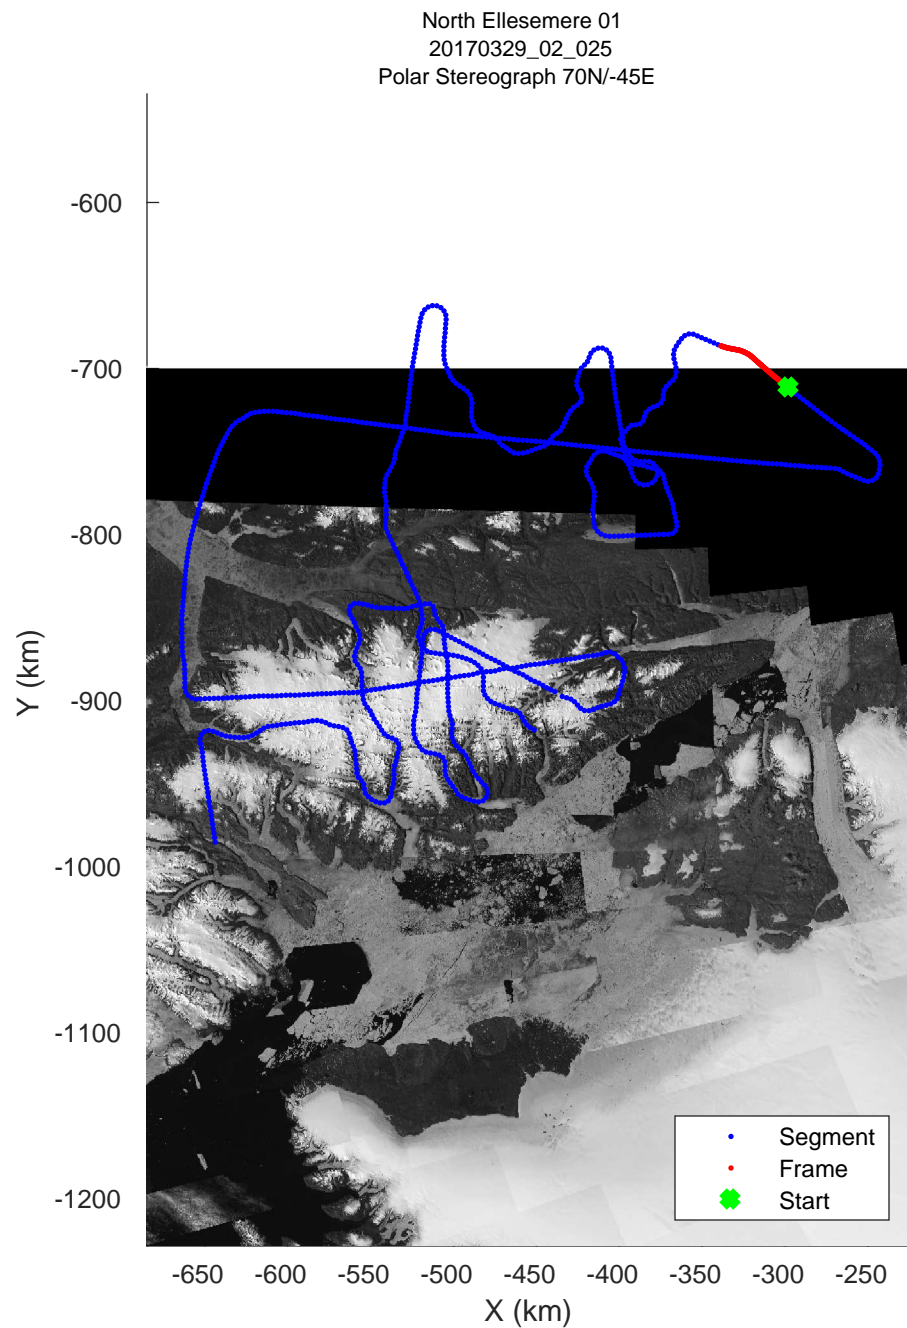 North Ellesemere 01
20170329_02_025
Polar Stereograph 70N/-45E
-600
-700
-800
-900
-1000
-1100
-1200
Y (km)
Segment
Frame
Start
-650 -600 -550 -500 -450 -400 -350 -300 -250
X (km)